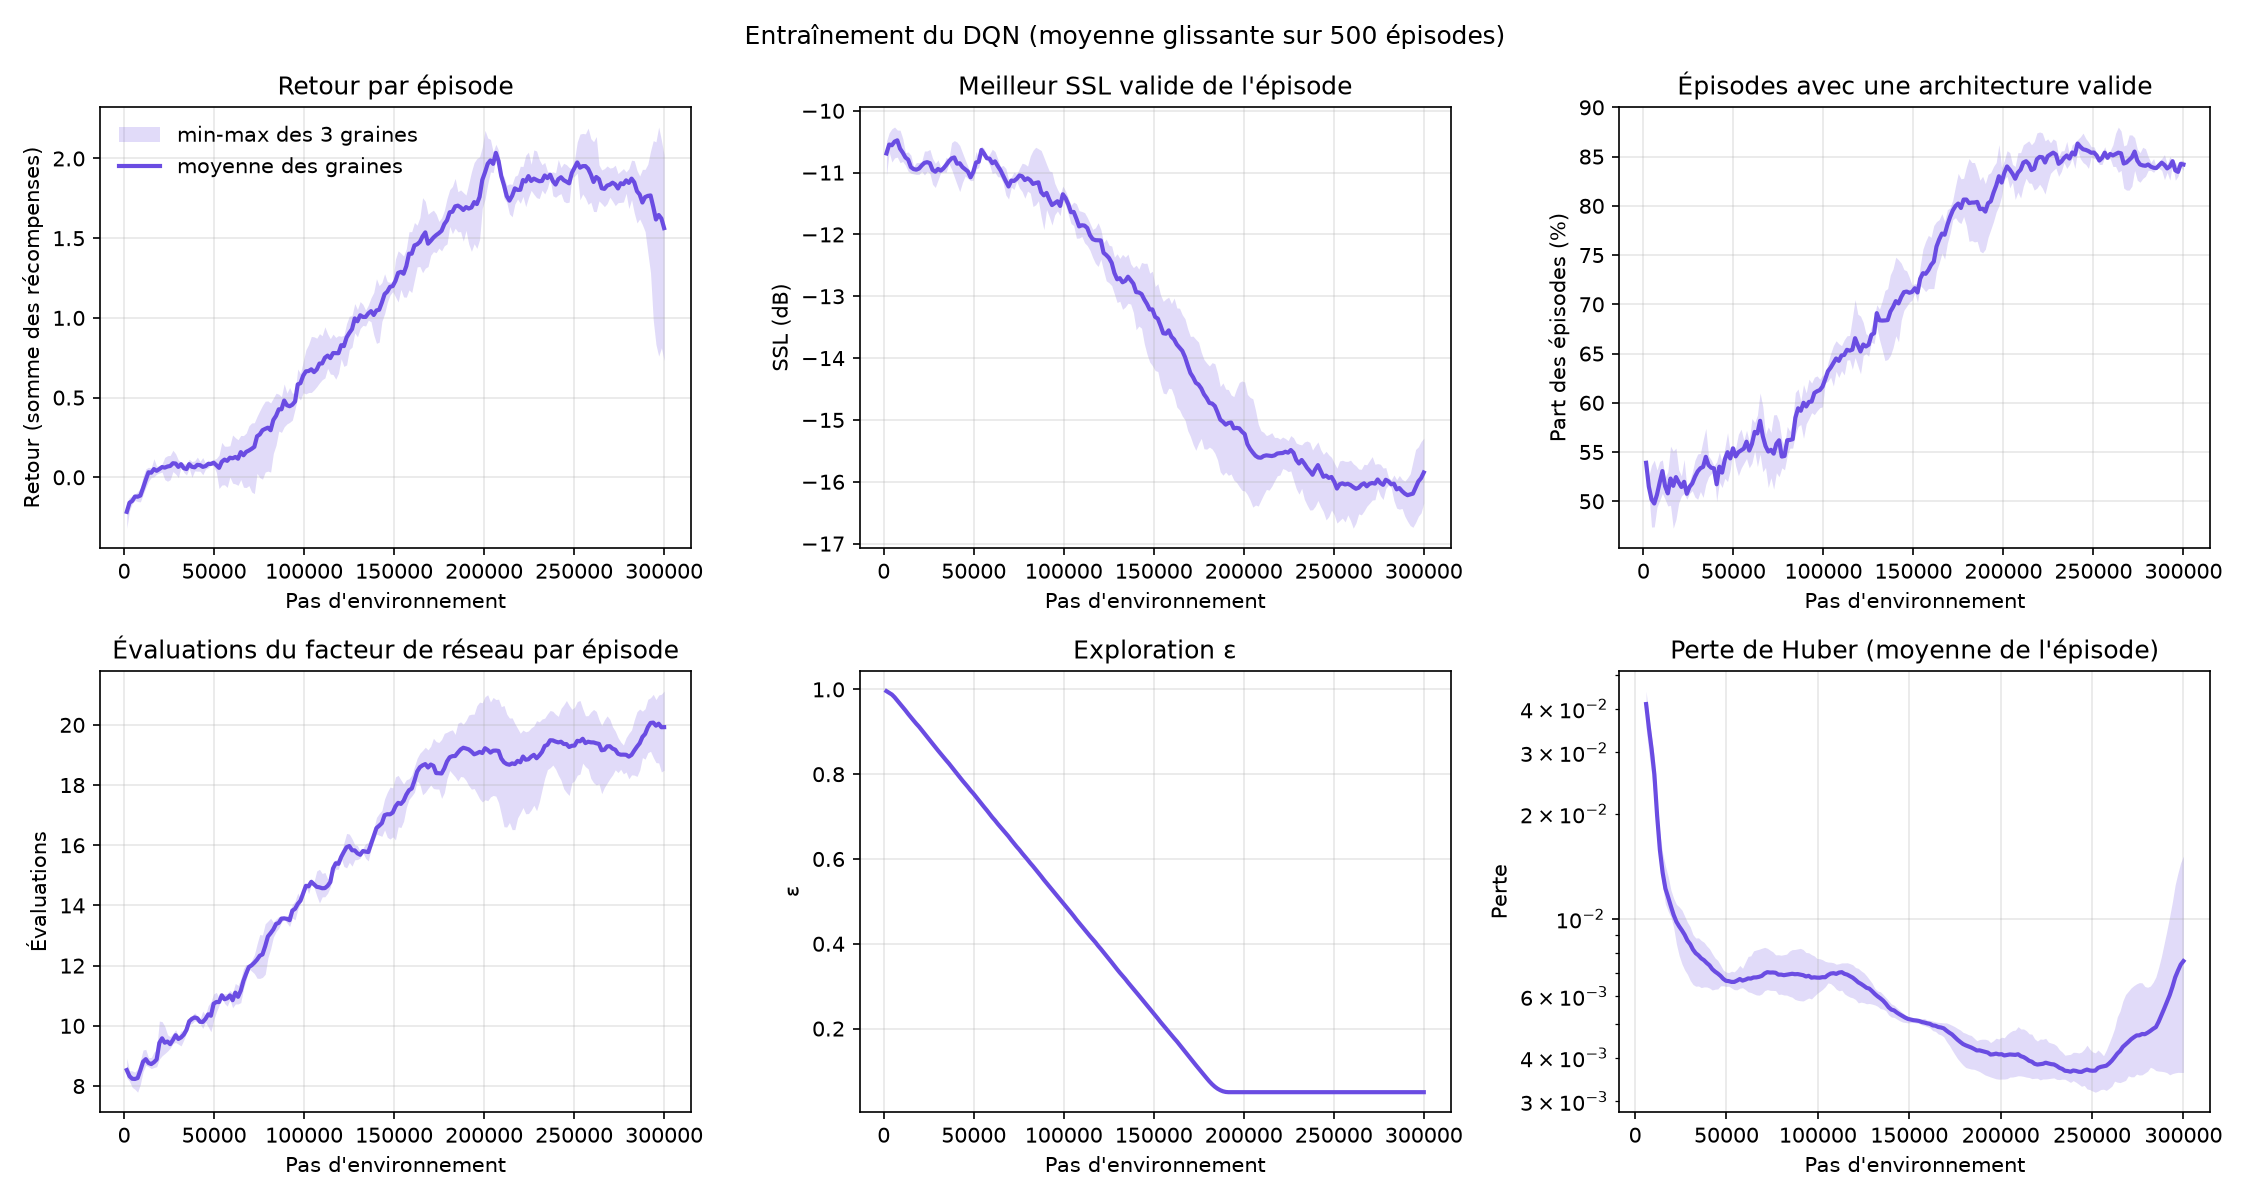 Entraînement du DQN (moyenne glissante sur 500 épisodes)
Retour par épisode
Retour (somme des récompenses)
2.0
1.5
1.0
0.5
0.0
min-max des 3 graines
moyenne des graines
0 50000 100000 150000 200000 250000 300000
Pas d'environnement
Meilleur SSL valide de l'épisode
SSL (dB)
−10
−11
−12
−13
−14
−15
−16
−17
0 50000 100000 150000 200000 250000 300000
Pas d'environnement
Épisodes avec une architecture valide
Part des épisodes (%)
90
85
80
75
70
65
60
55
50
0 50000 100000 150000 200000 250000 300000
Pas d'environnement
Évaluations du facteur de réseau par épisode
Évaluations
20
18
16
14
12
10
8
0 50000 100000 150000 200000 250000 300000
Pas d'environnement
Exploration ε
ε
1.0
0.8
0.6
0.4
0.2
0 50000 100000 150000 200000 250000 300000
Pas d'environnement
Perte de Huber (moyenne de l'épisode)
Perte
4 × 10⁻²
3 × 10⁻²
2 × 10⁻²
10⁻²
6 × 10⁻³
4 × 10⁻³
3 × 10⁻³
0 50000 100000 150000 200000 250000 300000
Pas d'environnement